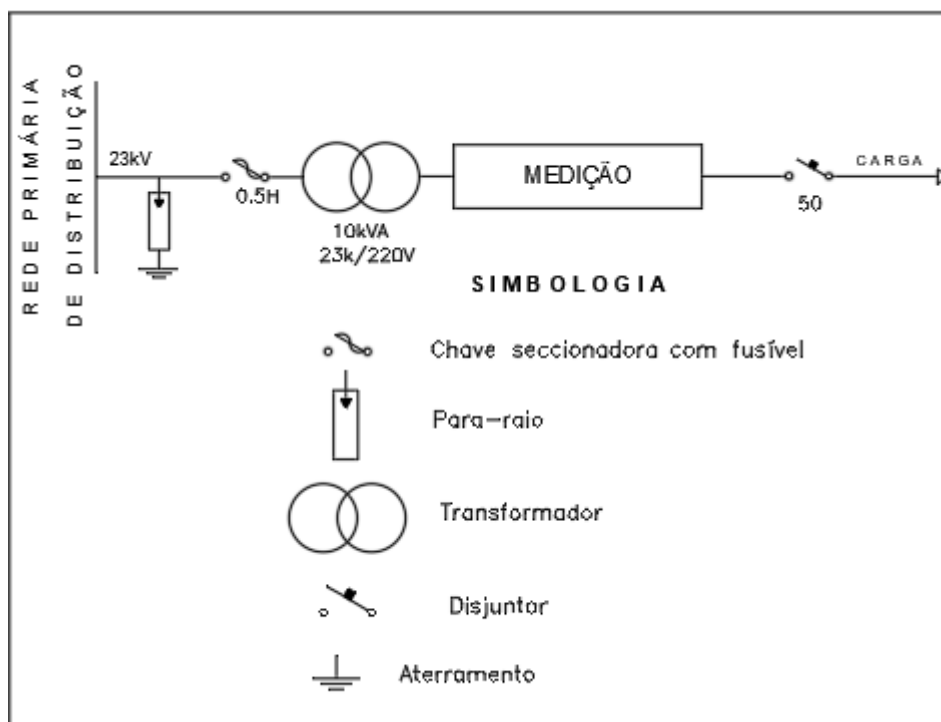 REDE PRIMÁRIA
DE DISTRIBUIÇÃO
23kV
0.5H
10kVA
23k/220V
MEDIÇÃO
50
CARGA
SIMBOLOGIA
Chave seccionadora com fusível
Para-raio
Transformador
Disjuntor
Aterramento